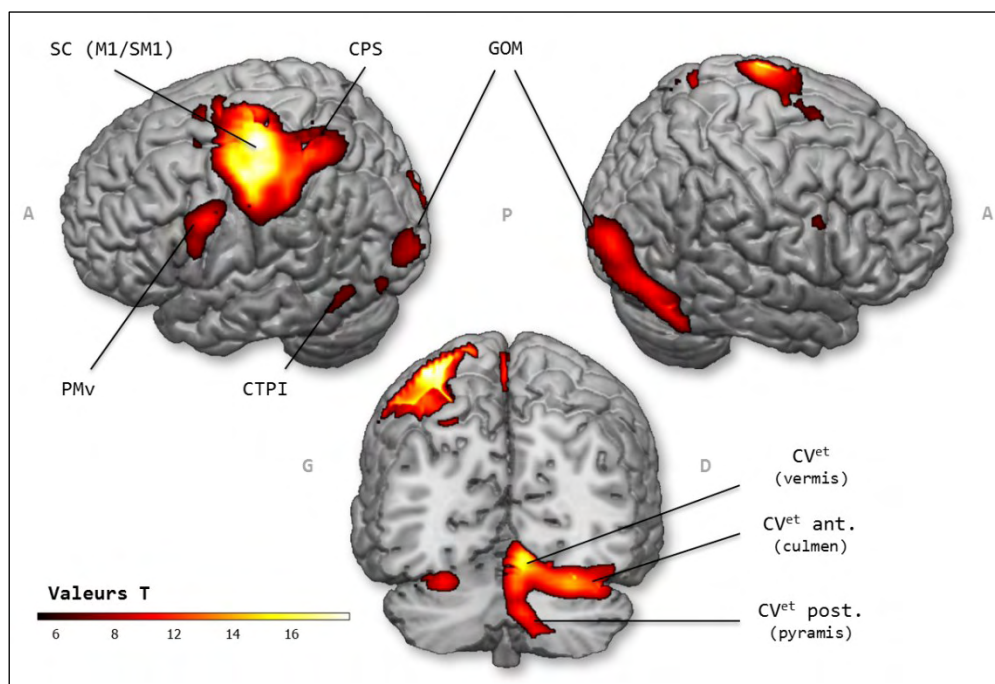 SC (M1/SM1)
CPS
GOM
A
P
A
PMv
CTPI
G
D
CVet
(vermis)
CVet ant.
(culmen)
CVet post.
(pyramis)
Valeurs T
6 8 12 14 16